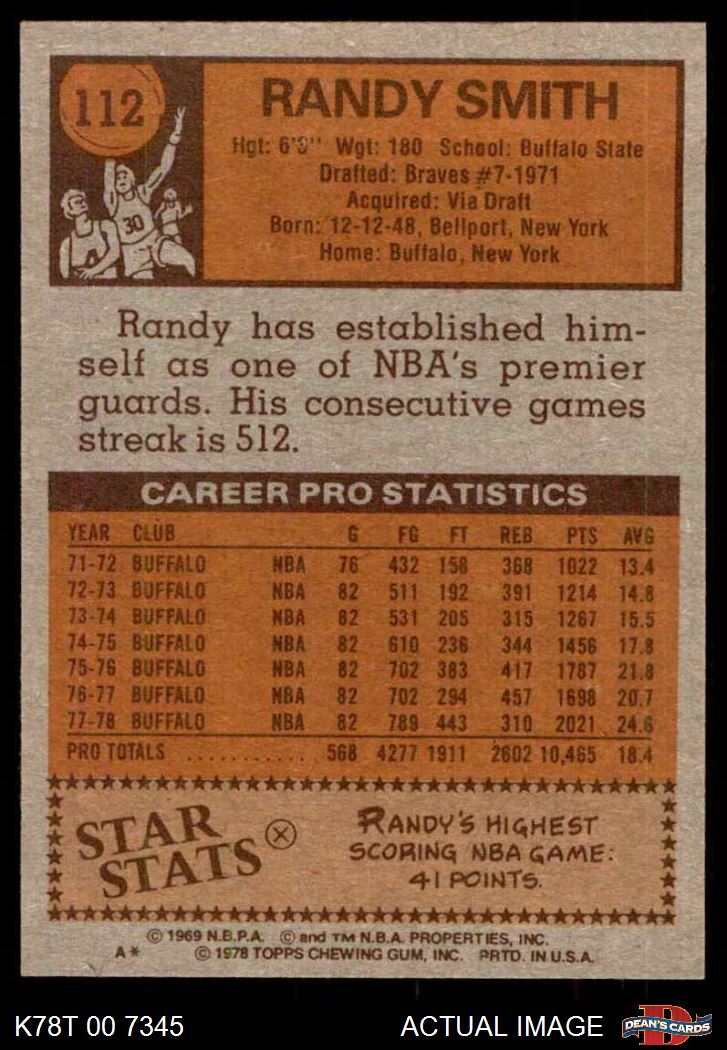 112
RANDY SMITH
Hgt: 6'3" Wgt: 180 School: Buffalo State
Drafted: Braves #7-1971
Acquired: Via Draft
Born: 12-12-48, Bellport, New York
Home: Buffalo, New York
30
Randy has established him-
self as one of NBA's premier
guards. His consecutive games
streak is 512.
CAREER PRO STATISTICS
YEAR CLUB G FG FT REB PTS AVG
71-72 BUFFALO NBA 76 432 158 368 1022 13.4
72-73 BUFFALO NBA 82 511 192 391 1214 14.8
73-74 BUFFALO NBA 82 531 205 315 1267 15.5
74-75 BUFFALO NBA 82 610 236 344 1456 17.8
75-76 BUFFALO NBA 82 702 383 417 1787 21.8
76-77 BUFFALO NBA 82 702 294 457 1698 20.7
77-78 BUFFALO NBA 82 789 443 310 2021 24.6
PRO TOTALS ............ 568 4277 1911 2602 10,465 18.4
STAR
STATS
RANDY'S HIGHEST
SCORING NBA GAME:
41 POINTS.
© 1969 N.B.P.A. © and TM N.B.A. PROPERTIES, INC.
A* © 1978 TOPPS CHEWING GUM, INC. PRTD. IN U.S.A.
K78T 00 7345 ACTUAL IMAGE
D
DEAN'S CARDS